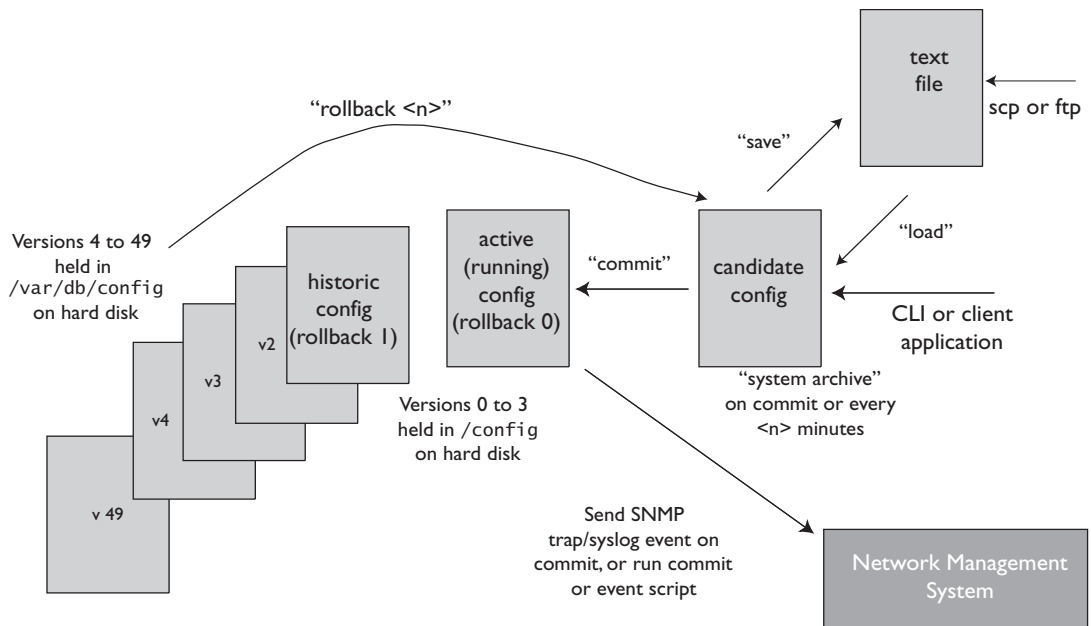 text
file
scp or ftp
“rollback <n>”
“save”
“load”
Versions 4 to 49
held in
/var/db/config
on hard disk
historic
config
(rollback 1)
v2
v3
v4
v 49
active
(running)
config
(rollback 0)
“commit”
candidate
config
CLI or client
application
“system archive”
on commit or every
<n> minutes
Versions 0 to 3
held in /config
on hard disk
Send SNMP
trap/syslog event on
commit, or run commit
or event script
Network Management
System